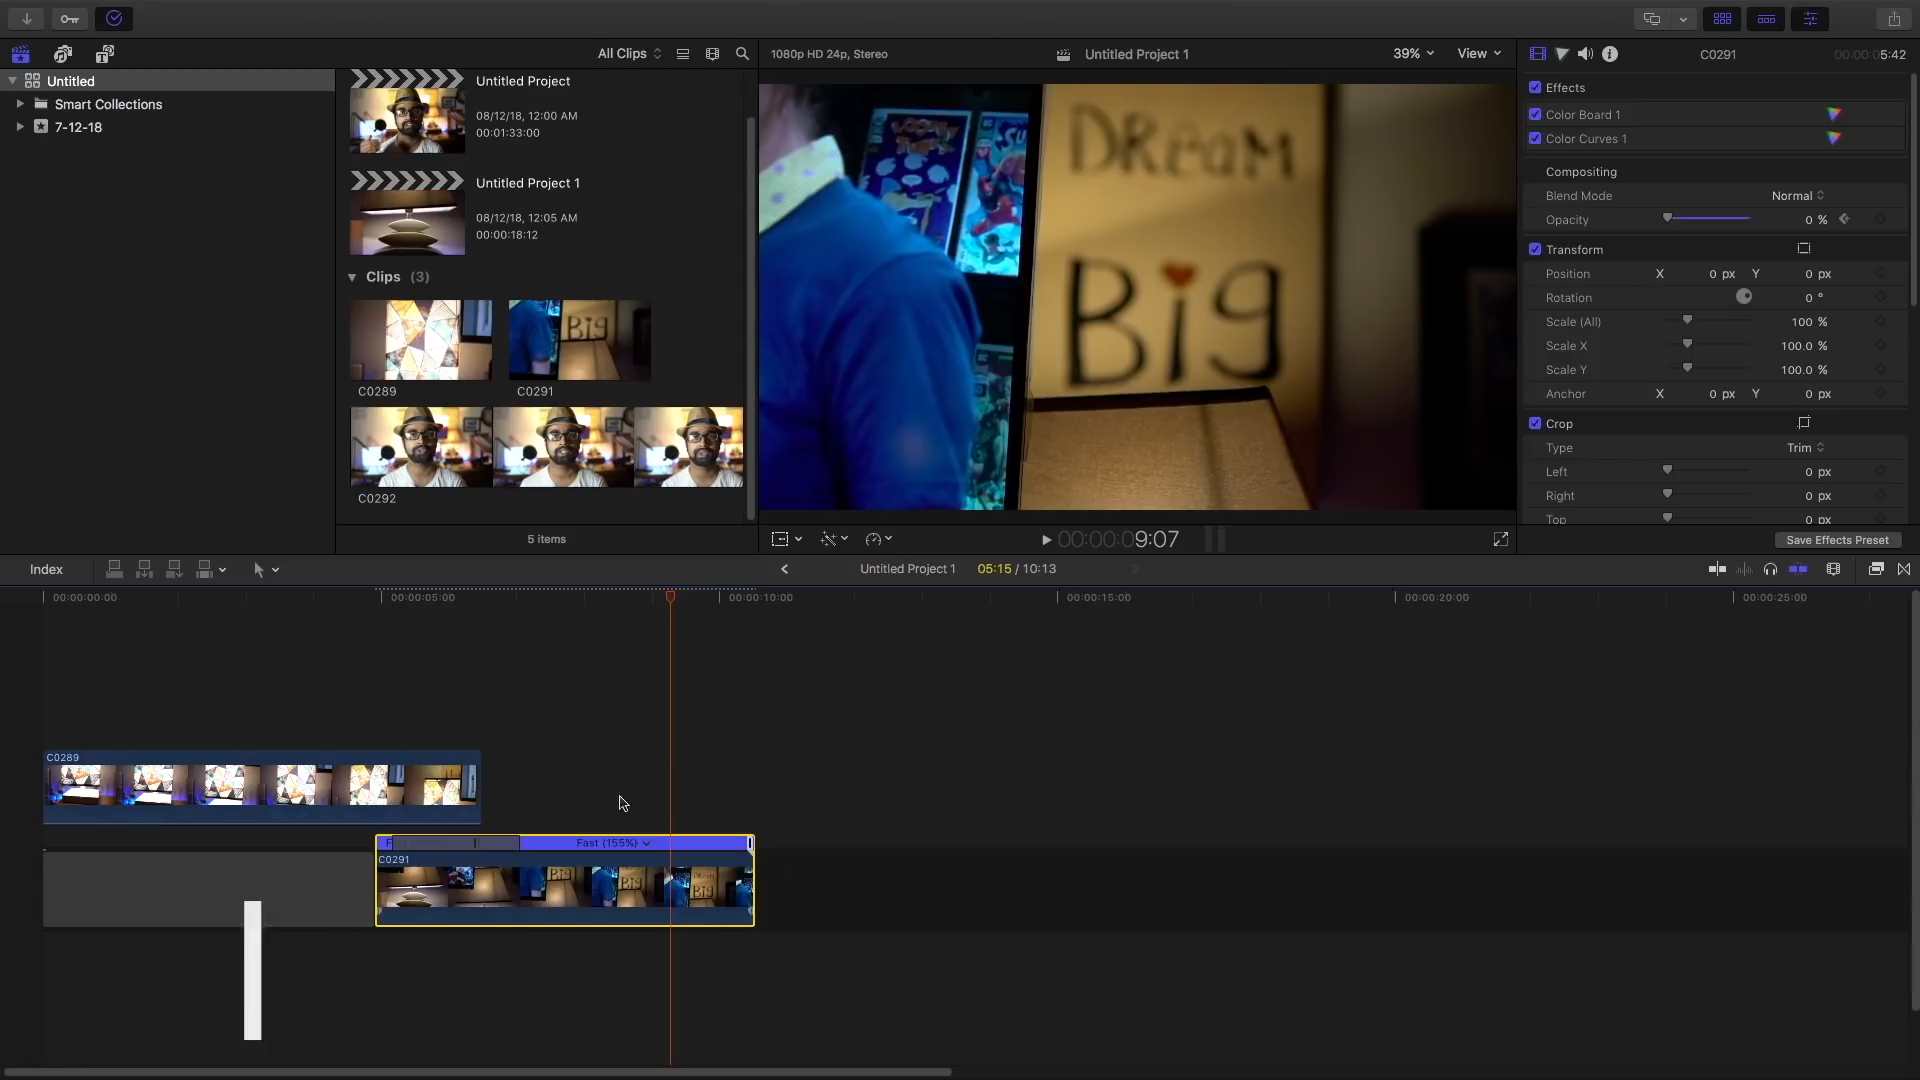 All Clips
1080p HD 24p, Stereo
Untitled Project 1
39%
View
C0291
00:00:05:42
Untitled
Smart Collections
7-12-18
Untitled Project
08/12/18, 12:00 AM
00:01:33:00
Untitled Project 1
08/12/18, 12:05 AM
00:00:18:12
Clips (3)
C0289
C0291
C0292
5 items
DReaM
Big
00:00:09:07
Effects
Color Board 1
Color Curves 1
Compositing
Blend Mode Normal
Opacity 0 %
Transform
Position X 0 px Y 0 px
Rotation 0 °
Scale (All) 100 %
Scale X 100.0 %
Scale Y 100.0 %
Anchor X 0 px Y 0 px
Crop
Type Trim
Left 0 px
Right 0 px
Top 0 px
Save Effects Preset
Index
Untitled Project 1
05:15 / 10:13
00:00:00:00
00:00:05:00
00:00:10:00
00:00:15:00
00:00:20:00
00:00:25:00
C0289
Fast (155%)
C0291